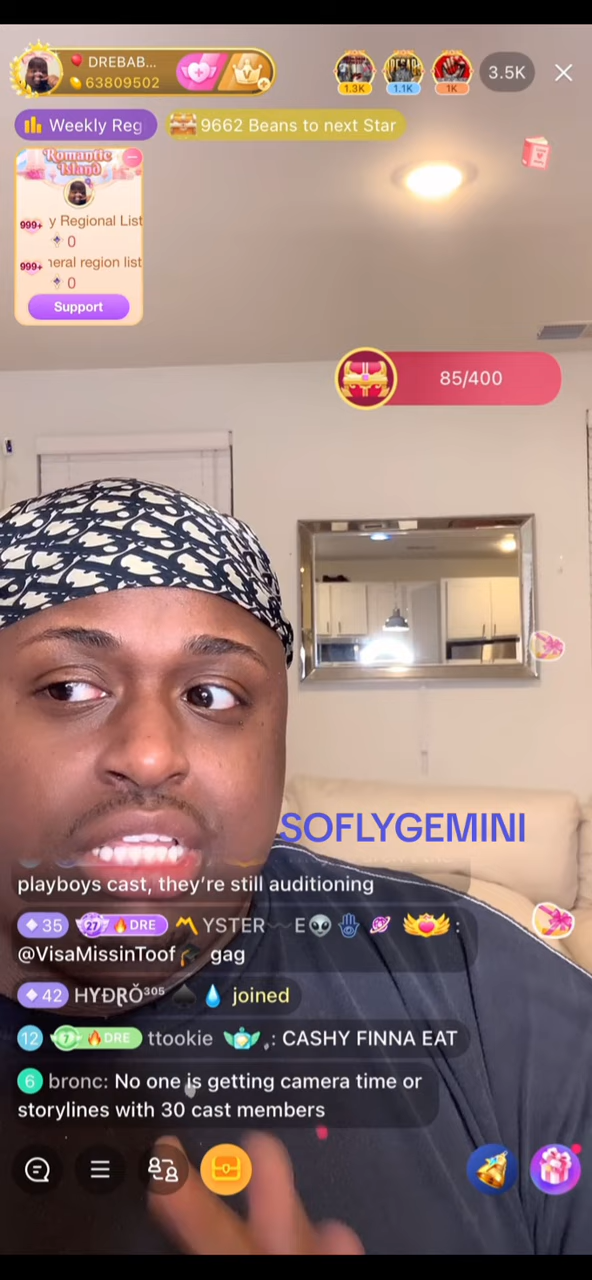 DREBAB...
63809502
1.3K
1.1K
1K
3.5K
Weekly Reg
9662 Beans to next Star
Romantic
Island
999+ y Regional List
0
999+ neral region list
0
Support
85/400
SOFLYGEMINI
playboys cast, they're still auditioning
35 27 DRE YSTER E :
@VisaMissinToof gag
42 HYĐⱤǑ³⁰⁵ joined
12 7 DRE ttookie : CASHY FINNA EAT
6 bronc: No one is getting camera time or
storylines with 30 cast members